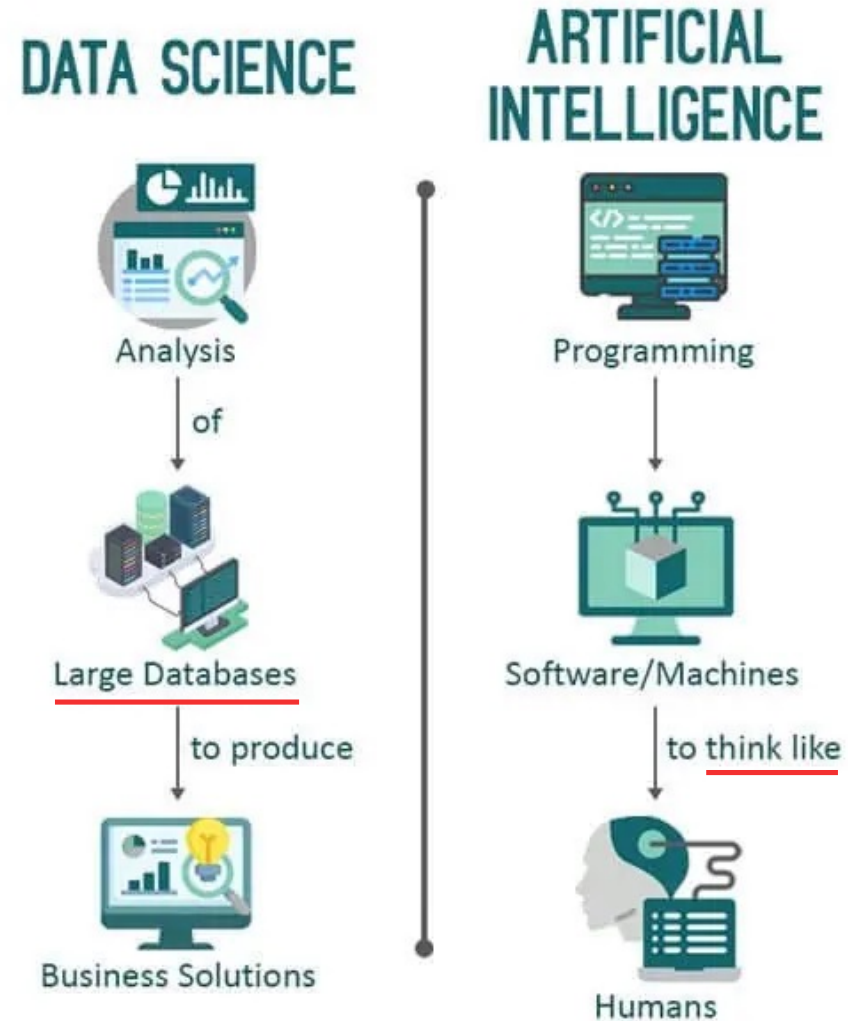 DATA SCIENCE
Analysis
of
Large Databases
to produce
Business Solutions
ARTIFICIAL
INTELLIGENCE
</>
Programming
Software/Machines
to think like
Humans